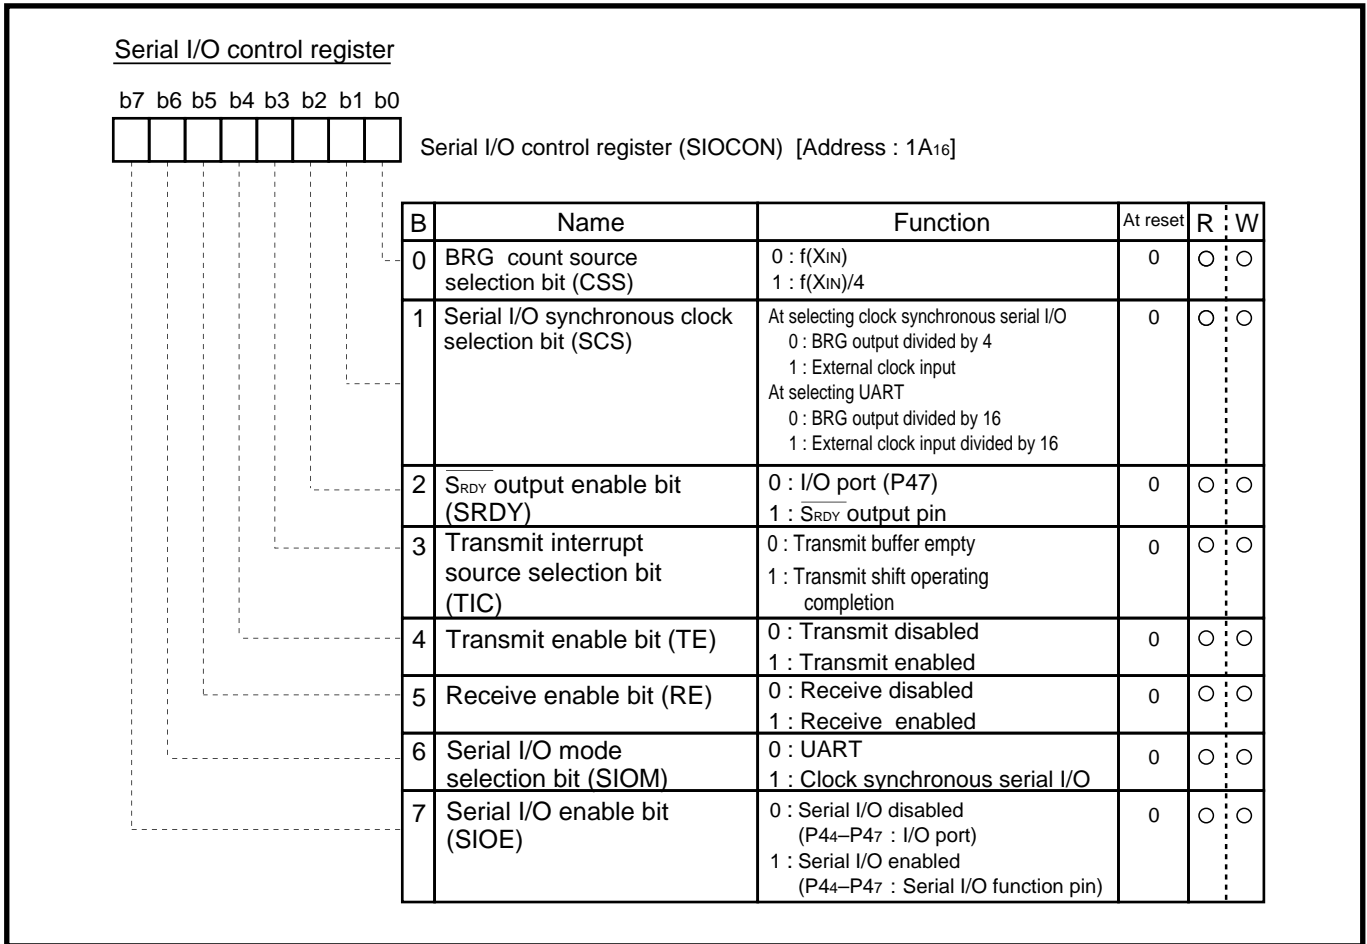 Serial I/O control register
b7 b6 b5 b4 b3 b2 b1 b0
Serial I/O control register (SIOCON) [Address : 1A16]
B Name Function At reset R W
0 BRG count source selection bit (CSS)
0 : f(XIN)
1 : f(XIN)/4
0 ○ ○
1 Serial I/O synchronous clock selection bit (SCS)
At selecting clock synchronous serial I/O
0 : BRG output divided by 4
1 : External clock input
At selecting UART
0 : BRG output divided by 16
1 : External clock input divided by 16
0 ○ ○
2 SRDY output enable bit (SRDY)
0 : I/O port (P47)
1 : SRDY output pin
0 ○ ○
3 Transmit interrupt source selection bit (TIC)
0 : Transmit buffer empty
1 : Transmit shift operating completion
0 ○ ○
4 Transmit enable bit (TE)
0 : Transmit disabled
1 : Transmit enabled
0 ○ ○
5 Receive enable bit (RE)
0 : Receive disabled
1 : Receive enabled
0 ○ ○
6 Serial I/O mode selection bit (SIOM)
0 : UART
1 : Clock synchronous serial I/O
0 ○ ○
7 Serial I/O enable bit (SIOE)
0 : Serial I/O disabled
(P44–P47 : I/O port)
1 : Serial I/O enabled
(P44–P47 : Serial I/O function pin)
0 ○ ○